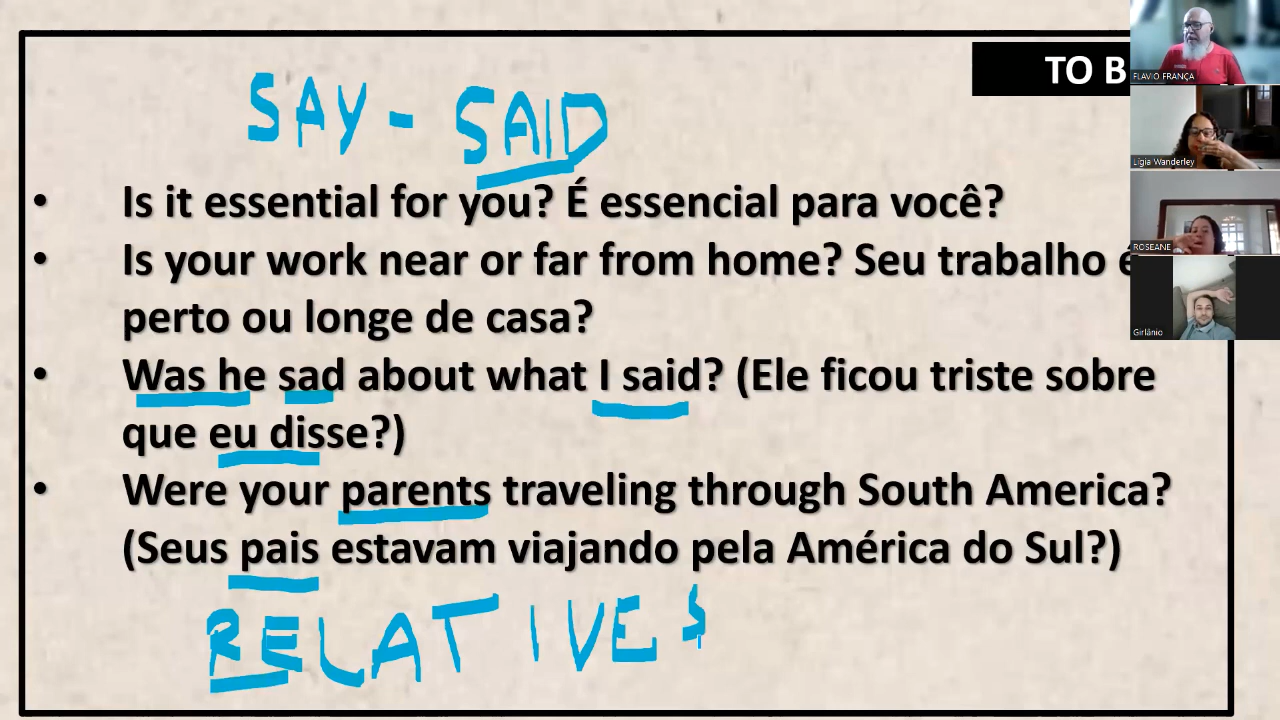 TO B
SAY - SAID
• Is it essential for you? É essencial para você?
• Is your work near or far from home? Seu trabalho é
perto ou longe de casa?
• Was he sad about what I said? (Ele ficou triste sobre
que eu disse?)
• Were your parents traveling through South America?
(Seus pais estavam viajando pela América do Sul?)
RELATIVES
FLAVIO FRANÇA
Lígia Wanderley
ROSEANE
Girlânio